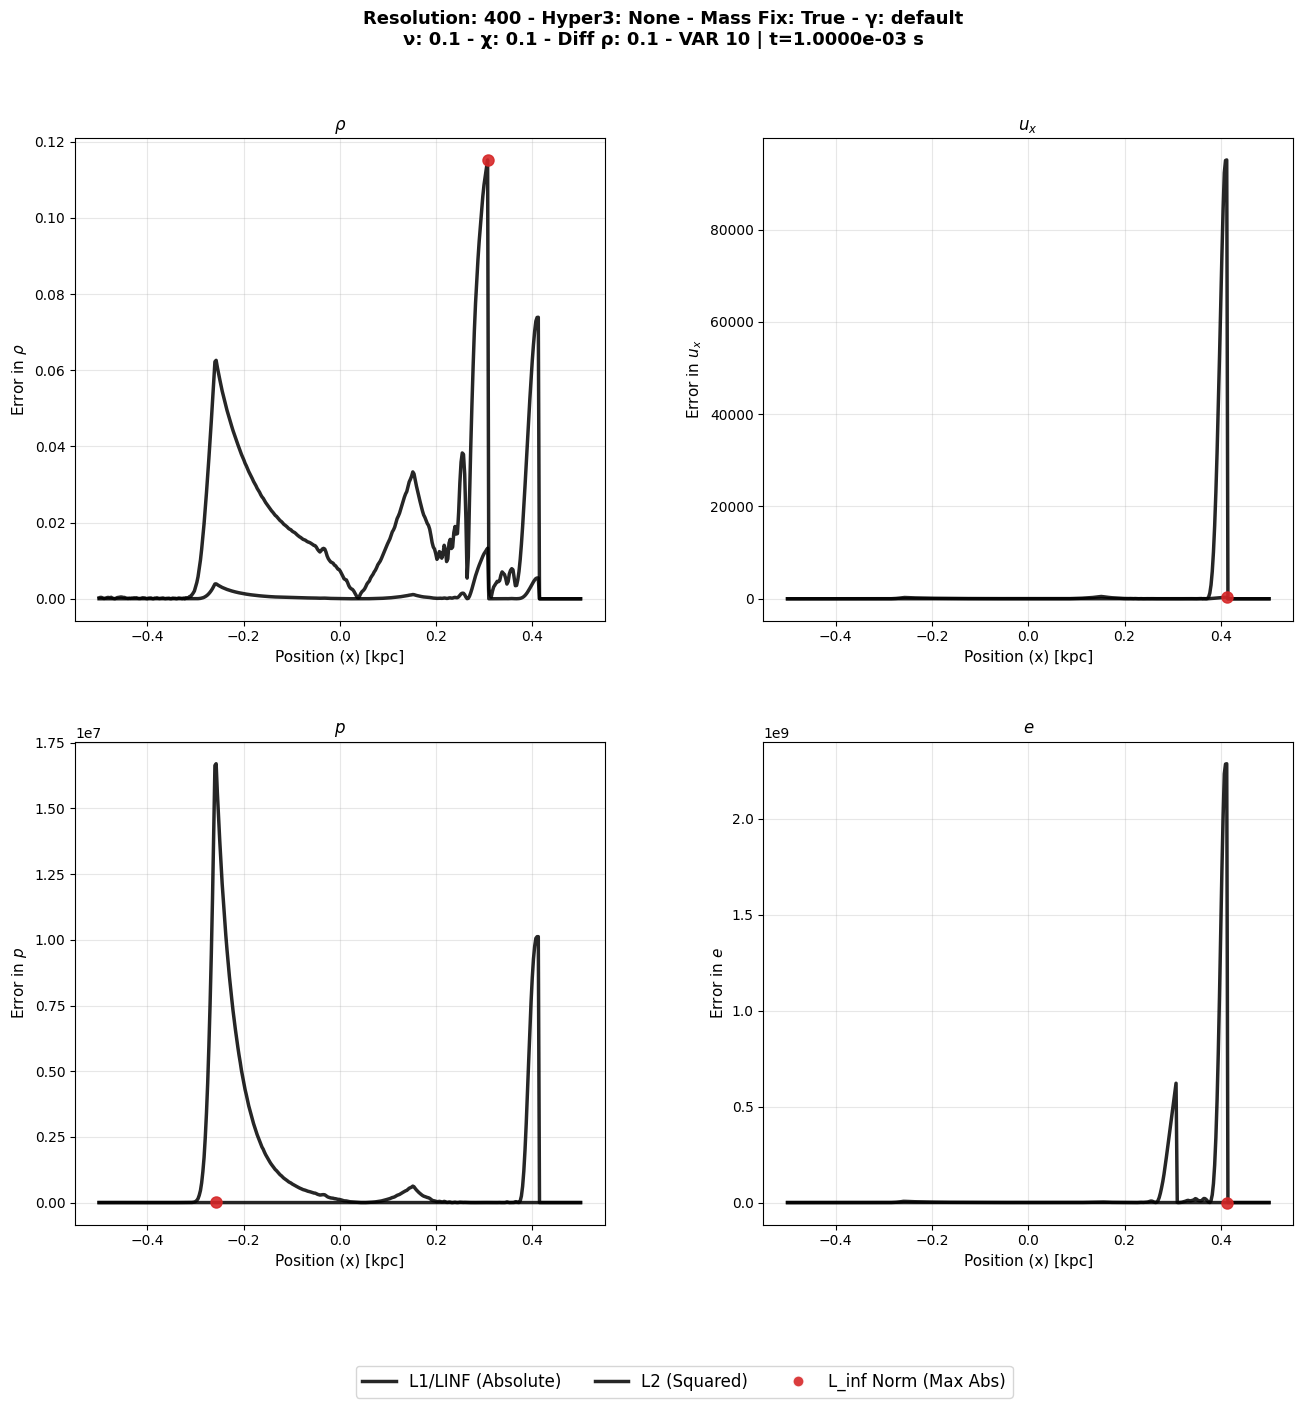 Resolution: 400 - Hyper3: None - Mass Fix: True - γ: default
ν: 0.1 - χ: 0.1 - Diff ρ: 0.1 - VAR 10 | t=1.0000e-03 s
ρ
0.12
0.10
0.08
0.06
0.04
0.02
0.00
Error in ρ
−0.4 −0.2 0.0 0.2 0.4
Position (x) [kpc]
u_x
80000
60000
40000
20000
0
Error in u_x
−0.4 −0.2 0.0 0.2 0.4
Position (x) [kpc]
p
1e7
1.75
1.50
1.25
1.00
0.75
0.50
0.25
0.00
Error in p
−0.4 −0.2 0.0 0.2 0.4
Position (x) [kpc]
e
1e9
2.0
1.5
1.0
0.5
0.0
Error in e
−0.4 −0.2 0.0 0.2 0.4
Position (x) [kpc]
L1/LINF (Absolute) L2 (Squared) L_inf Norm (Max Abs)